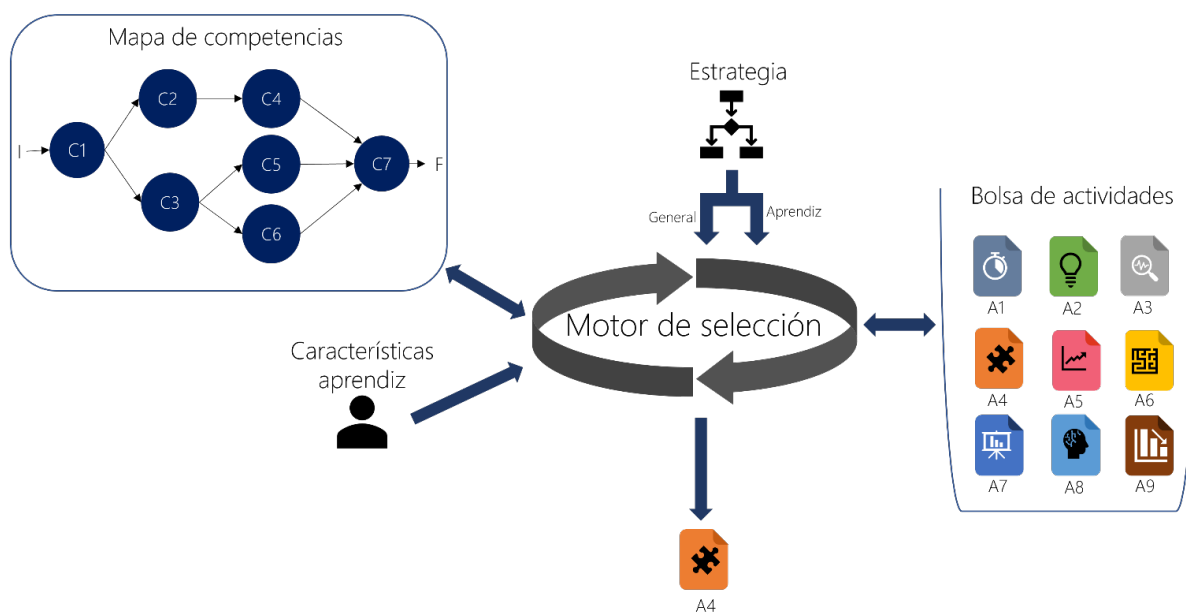 Mapa de competencias
C2
C4
I
C1
C5
C7
F
C3
C6
Estrategia
General
Aprendiz
Bolsa de actividades
A1
A2
A3
A4
A5
A6
A7
A8
A9
Motor de selección
Características
aprendiz
A4